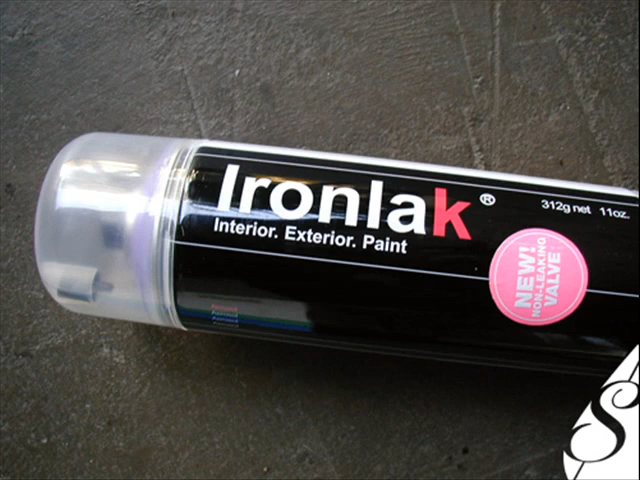 Ironlak®
Interior. Exterior. Paint
312g net 11oz.
NEW!
NON-LEAKING
VALVE
S